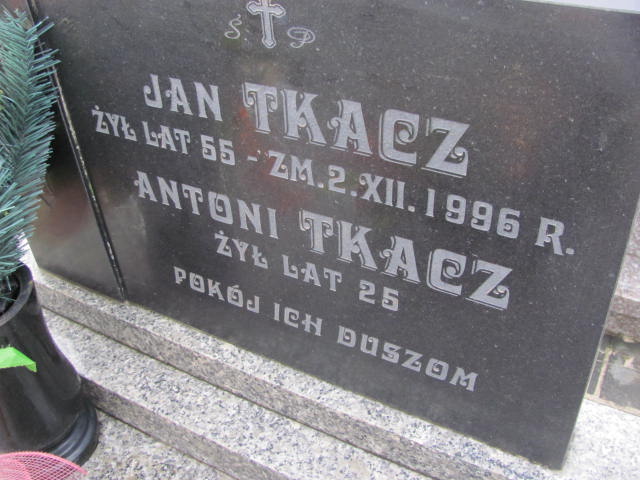 Ś P
JAN TKACZ
ŻYŁ LAT 55 - ZM. 2. XII. 1996 R.
ANTONI TKACZ
ŻYŁ LAT 25
POKÓJ ICH DUSZOM